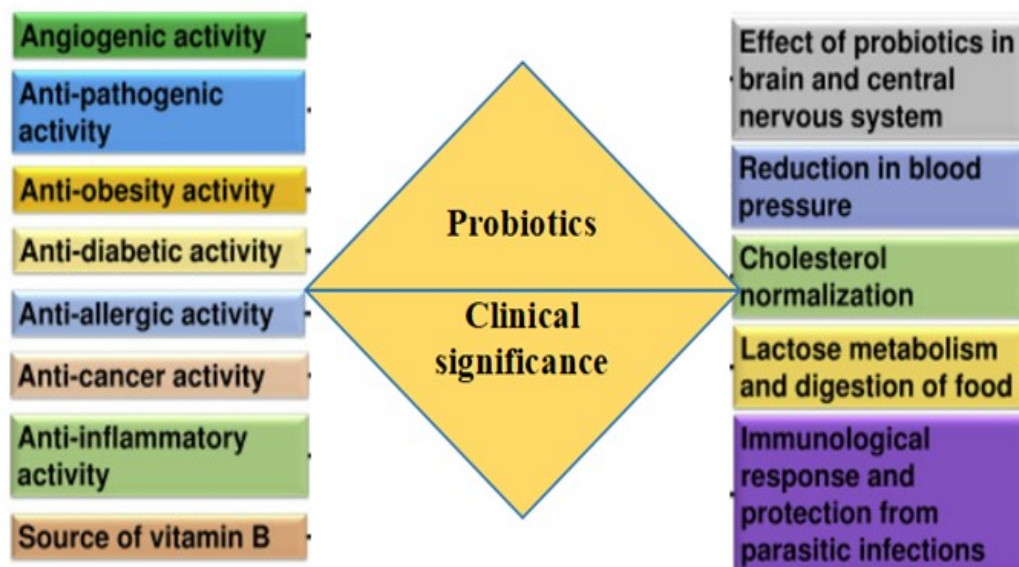 Angiogenic activity
Anti-pathogenic
activity
Anti-obesity activity
Anti-diabetic activity
Anti-allergic activity
Anti-cancer activity
Anti-inflammatory
activity
Source of vitamin B
Probiotics
Clinical
significance
Effect of probiotics in
brain and central
nervous system
Reduction in blood
pressure
Cholesterol
normalization
Lactose metabolism
and digestion of food
Immunological
response and
protection from
parasitic infections